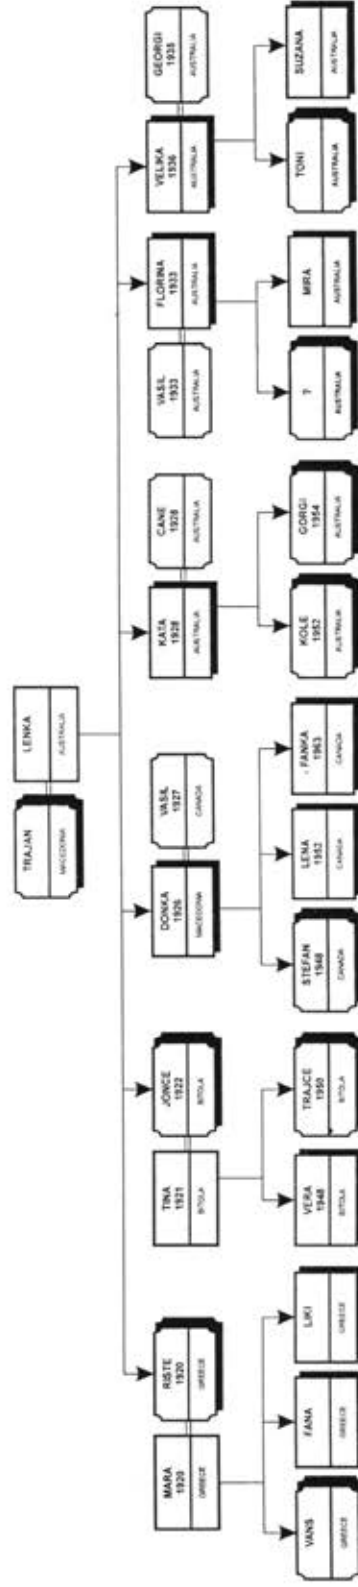 TRAJAN
MACEDONIA
LENKA
AUSTRALIA
MARA
1920
GREECE
RISTE
1920
GREECE
TINA
1921
BITOLA
JONCE
1922
BITOLA
DONKA
1926
MACEDONIA
VASIL
1927
CANADA
KATA
1928
AUSTRALIA
CANE
1928
AUSTRALIA
VASIL
1933
AUSTRALIA
FLORINA
1933
AUSTRALIA
VELIKA
1936
AUSTRALIA
GEORGI
1935
AUSTRALIA
VANS
GREECE
FANA
GREECE
LIKI
GREECE
VERA
1948
BITOLA
TRAJCE
1950
BITOLA
STEFAN
1948
CANADA
LENA
1952
CANADA
FANKA
1963
CANADA
KOLE
1952
AUSTRALIA
GORGI
1954
AUSTRALIA
?
AUSTRALIA
MIRA
AUSTRALIA
TONI
AUSTRALIA
SUZANA
AUSTRALIA